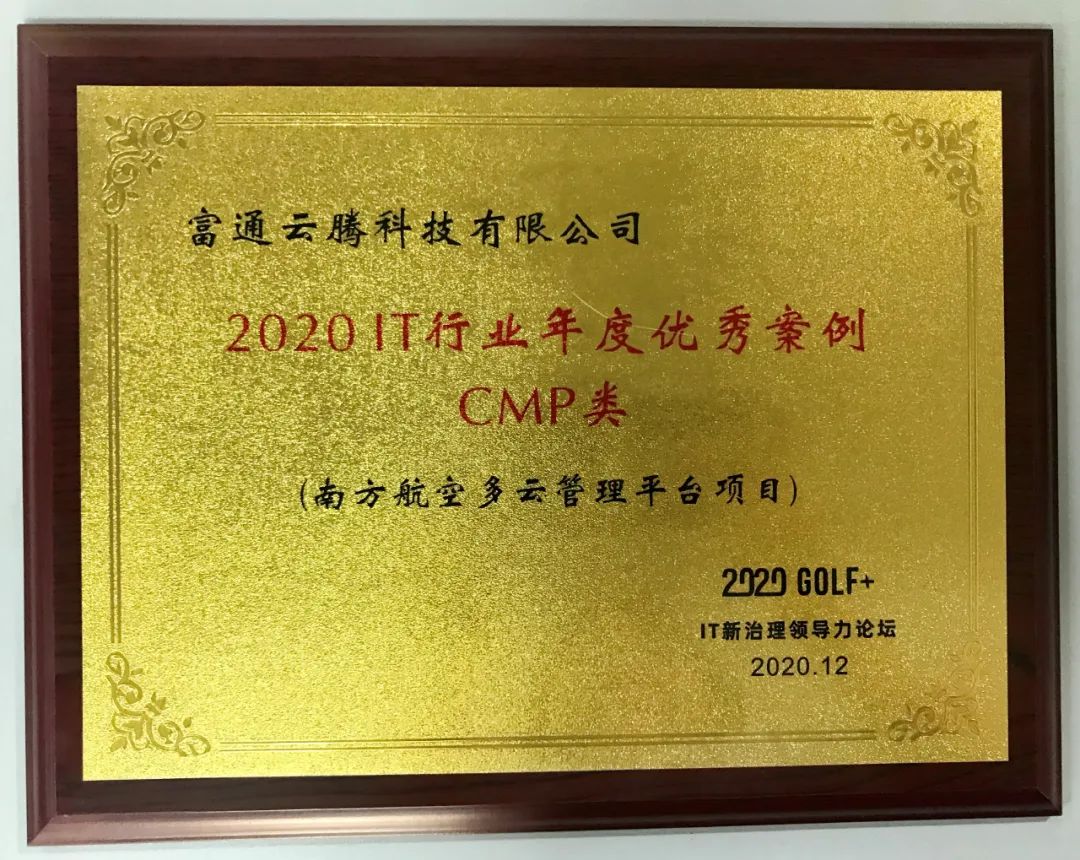 富通云腾科技有限公司
2020 IT行业年度优秀案例
CMP类
(南方航空多云管理平台项目)
2020 GOLF+
IT新治理领导力论坛
2020.12